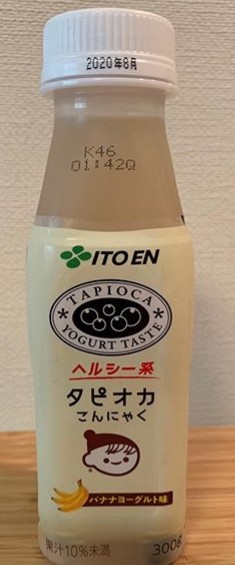 2020年8月
K46
01:42Q
ITO EN
TAPIOCA
YOGURT TASTE
ヘルシー系
タピオカ
こんにゃく
バナナヨーグルト味
果汁10%未満
300g